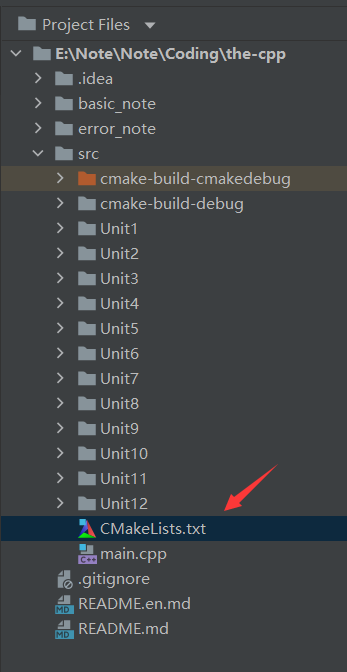 Project Files
E:\Note\Note\Coding\the-cpp
.idea
basic_note
error_note
src
cmake-build-cmakedebug
cmake-build-debug
Unit1
Unit2
Unit3
Unit4
Unit5
Unit6
Unit7
Unit8
Unit9
Unit10
Unit11
Unit12
CMakeLists.txt
C++ main.cpp
.gitignore
MD README.en.md
MD README.md